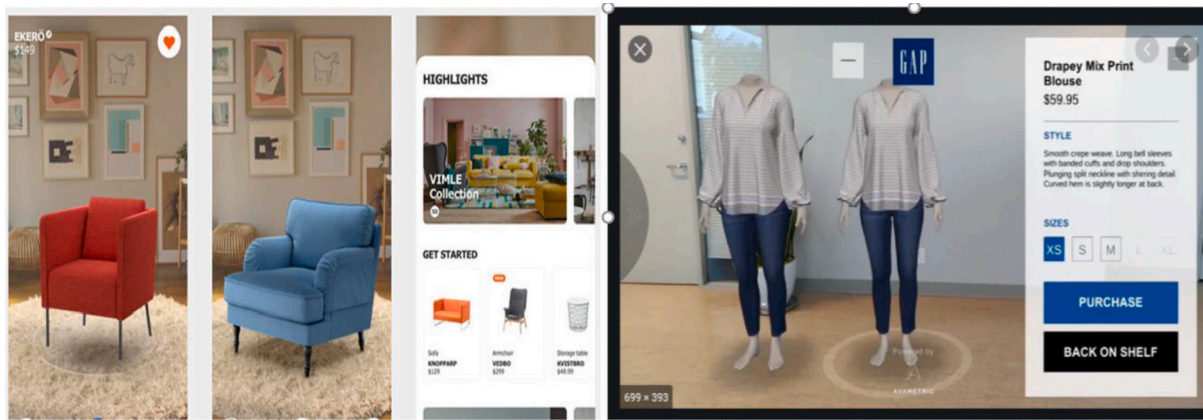 EKERÖ
$149
HIGHLIGHTS
VIMLE
Collection
GET STARTED
NEW
Sofa
KNOPPARP
$129
Armchair
VEDBO
$299
Storage table
KVISTBRO
$49.99
GAP
Drapey Mix Print
Blouse
$59.95
STYLE
Smooth crepe weave. Long bell sleeves
with banded cuffs and drop shoulders.
Plunging split neckline with shirring detail.
Curved hem is slightly longer at back.
SIZES
XS S M L XL
PURCHASE
BACK ON SHELF
Powered by
AVAMETRIC
699 × 393